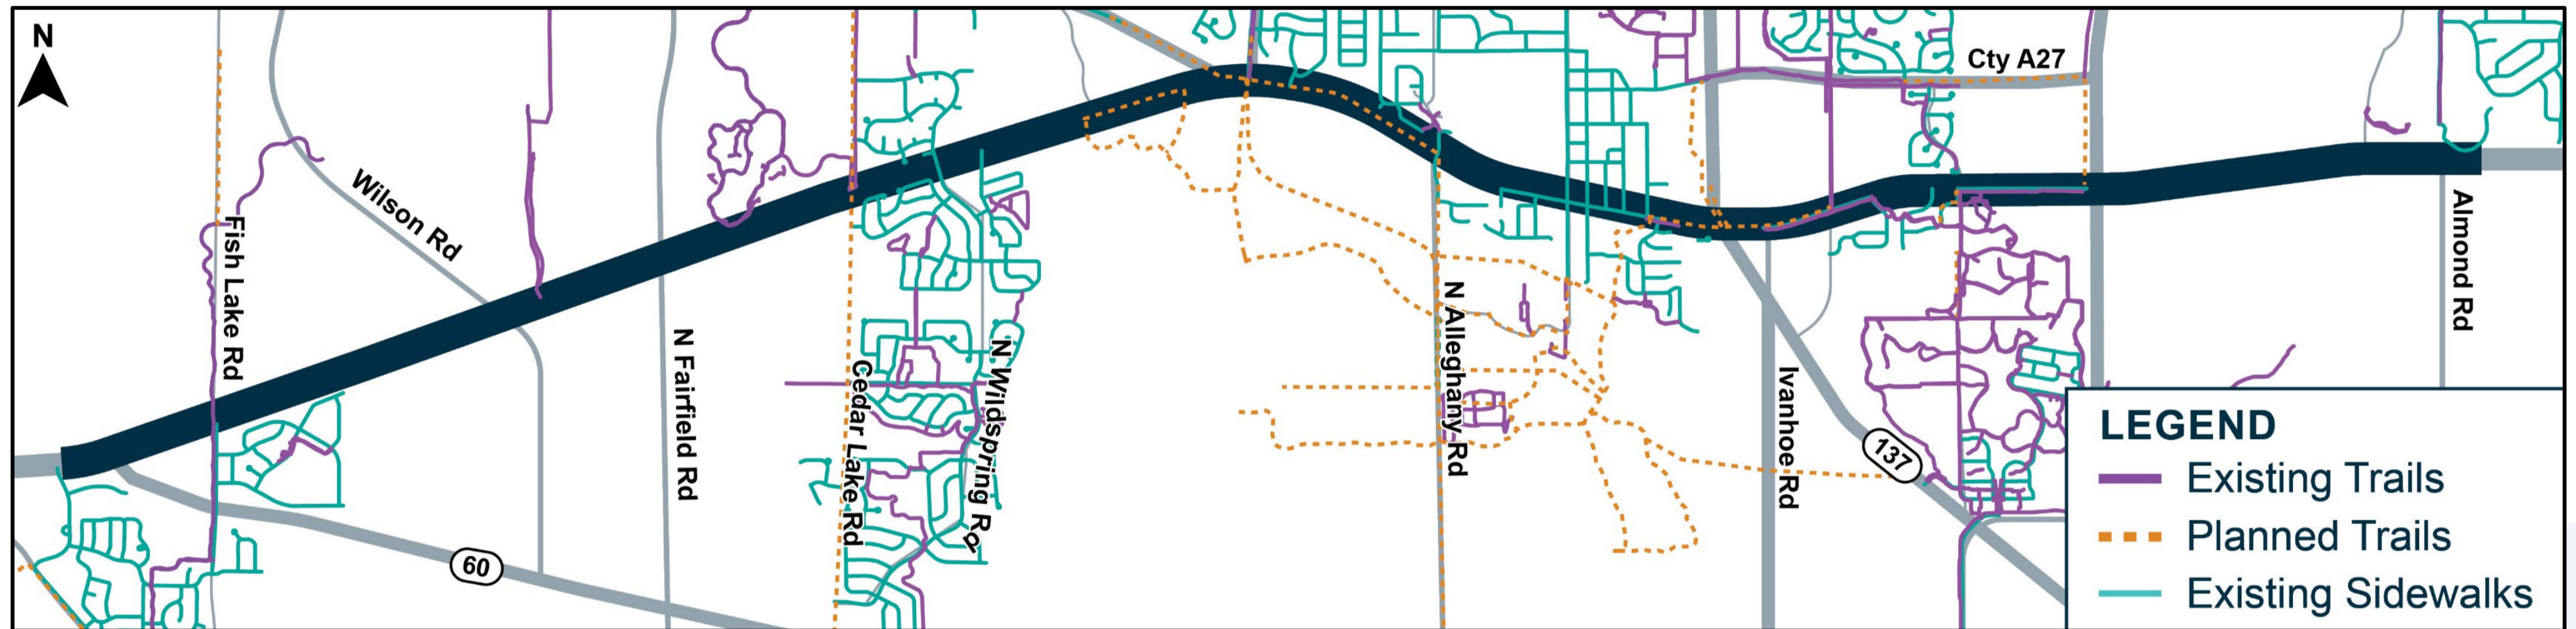 N
Cty A27
Wilson Rd
Fish Lake Rd
N Fairfield Rd
Cedar Lake Rd
N Wildspring Rd
N Alleghany Rd
Ivanhoe Rd
Almond Rd
137
60
LEGEND
Existing Trails
Planned Trails
Existing Sidewalks